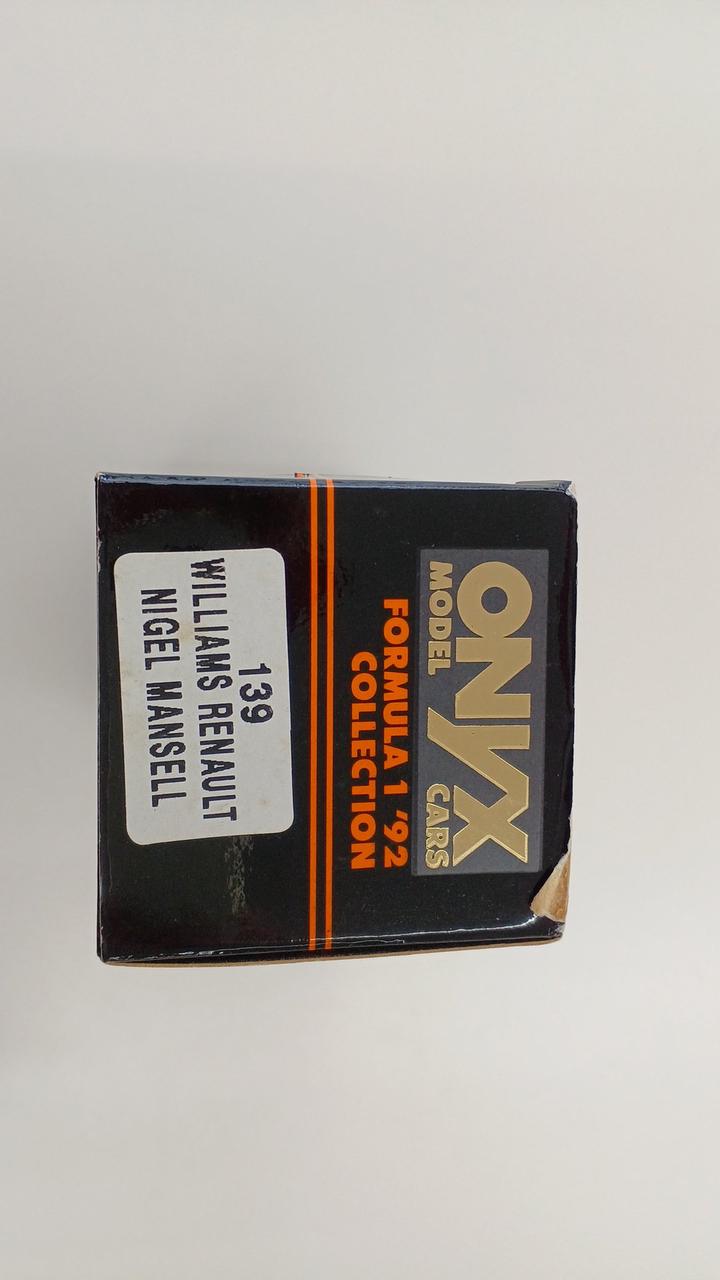 ONYX
MODEL CARS
FORMULA 1 '92
COLLECTION
139
WILLIAMS RENAULT
NIGEL MANSELL